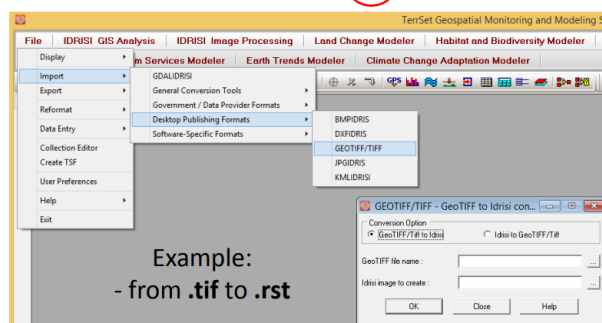 TerrSet Geospatial Monitoring and Modeling S
File IDRISI GIS Analysis IDRISI Image Processing Land Change Modeler Habitat and Biodiversity Modeler
m Services Modeler Earth Trends Modeler Climate Change Adaptation Modeler
Display
Import
Export
Reformat
Data Entry
Collection Editor
Create TSF
User Preferences
Help
Exit
GDALIDRISI
General Conversion Tools
Government / Data Provider Formats
Desktop Publishing Formats
Software-Specific Formats
BMPIDRIS
DXFIDRIS
GEOTIFF/TIFF
JPGIDRIS
KMLIDRISI
GPS
GEOTIFF/TIFF - GeoTIFF to Idrisi con...
Conversion Option
GeoTIFF/Tiff to Idrisi Idrisi to GeoTIFF/Tiff
GeoTIFF file name :
...
Idrisi image to create :
...
OK Close Help
Example:
- from .tif to .rst